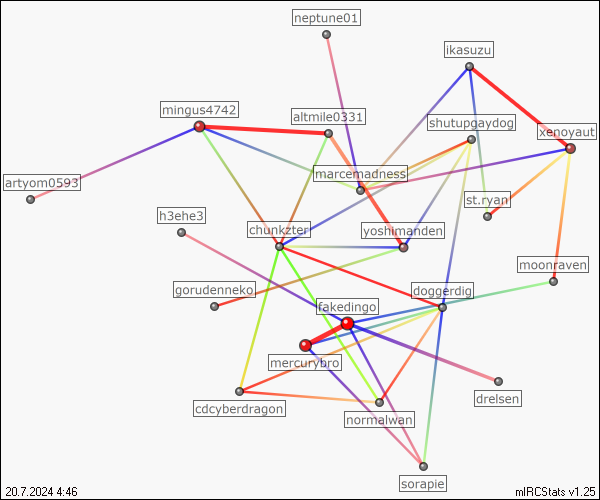 neptune01
ikasuzu
mingus4742
altmile0331
shutupgaydog
xenoyaut
marcemadness
artyom0593
st.ryan
h3ehe3
chunkzter
yoshimanden
moonraven
gorudenneko
doggerdig
fakedingo
mercurybro
drelsen
cdcyberdragon
normalwan
sorapie
20.7.2024 4:46
mIRCStats v1.25